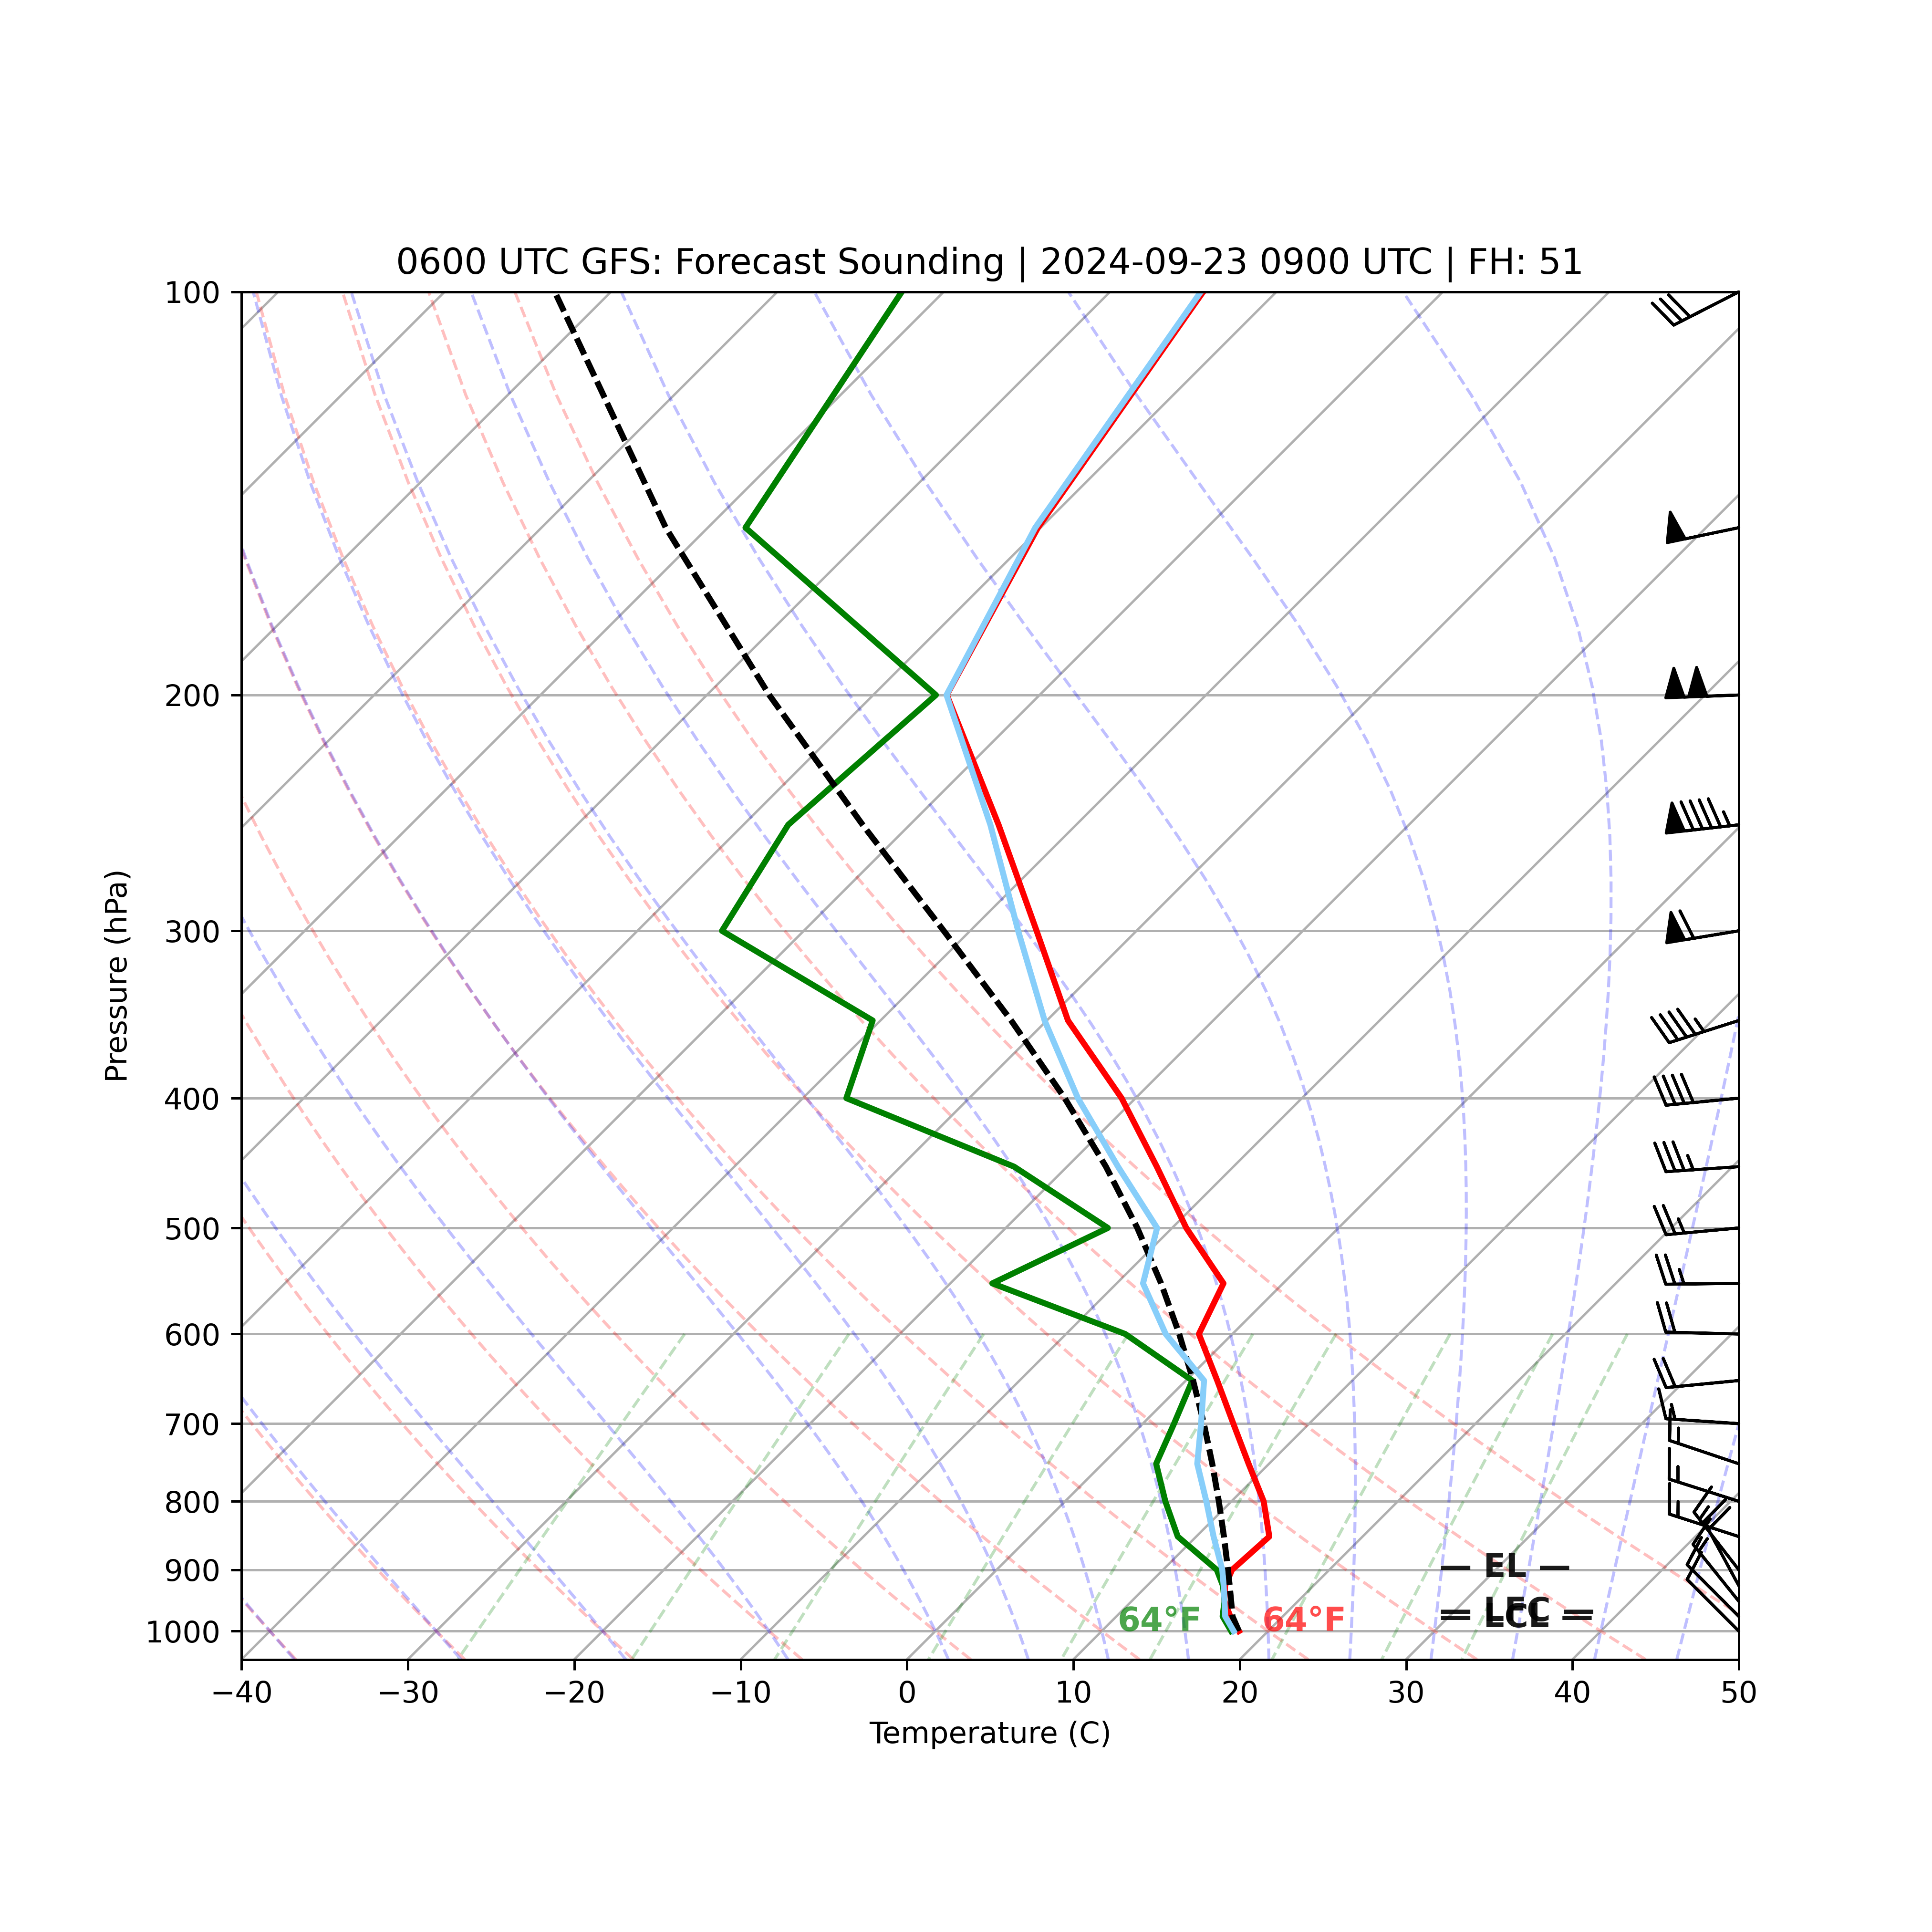 0600 UTC GFS: Forecast Sounding | 2024-09-23 0900 UTC | FH: 51
100
200
300
400
500
600
700
800
900
1000
Pressure (hPa)
— EL —
64°F
64°F
−40 −30 −20 −10 0 10 20 30 40 50
Temperature (C)